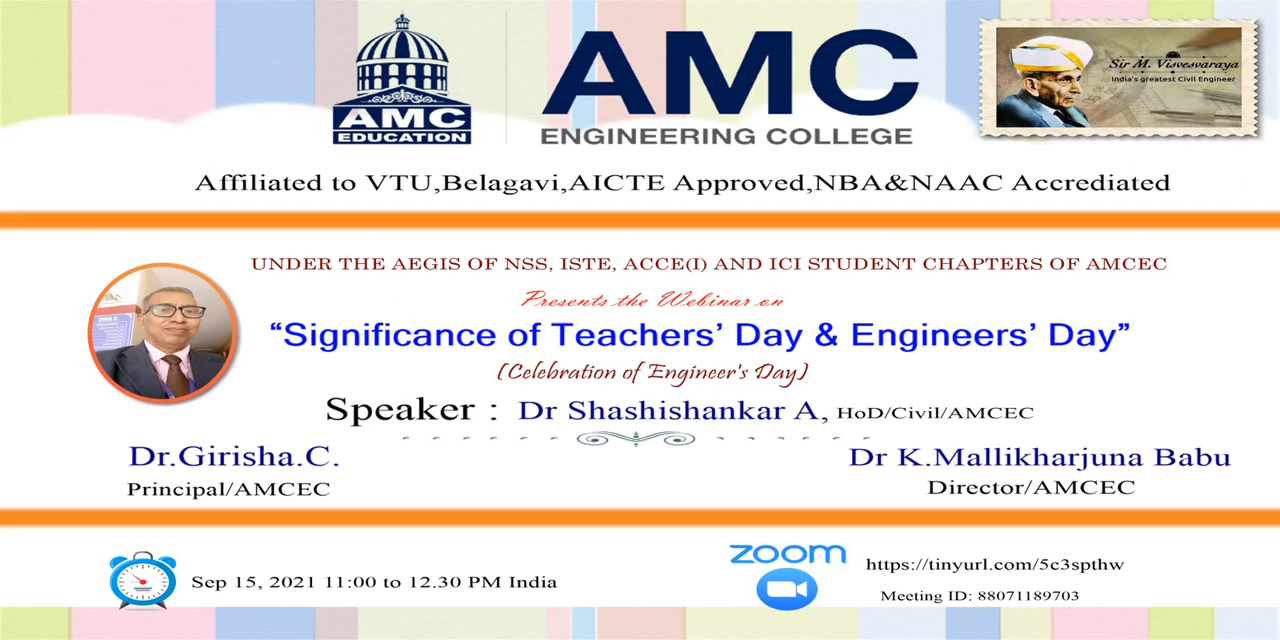 AMC
EDUCATION
AMC
ENGINEERING COLLEGE
Sir M. Visvesvaraya
India's greatest Civil Engineer
Affiliated to VTU,Belagavi,AICTE Approved,NBA&NAAC Accrediated
UNDER THE AEGIS OF NSS, ISTE, ACCE(I) AND ICI STUDENT CHAPTERS OF AMCEC
Presents the Webinar on
“Significance of Teachers’ Day & Engineers’ Day”
(Celebration of Engineer's Day)
Speaker : Dr Shashishankar A, HoD/Civil/AMCEC
Dr.Girisha.C.
Principal/AMCEC
Dr K.Mallikharjuna Babu
Director/AMCEC
Sep 15, 2021 11:00 to 12.30 PM India
zoom
https://tinyurl.com/5c3spthw
Meeting ID: 88071189703